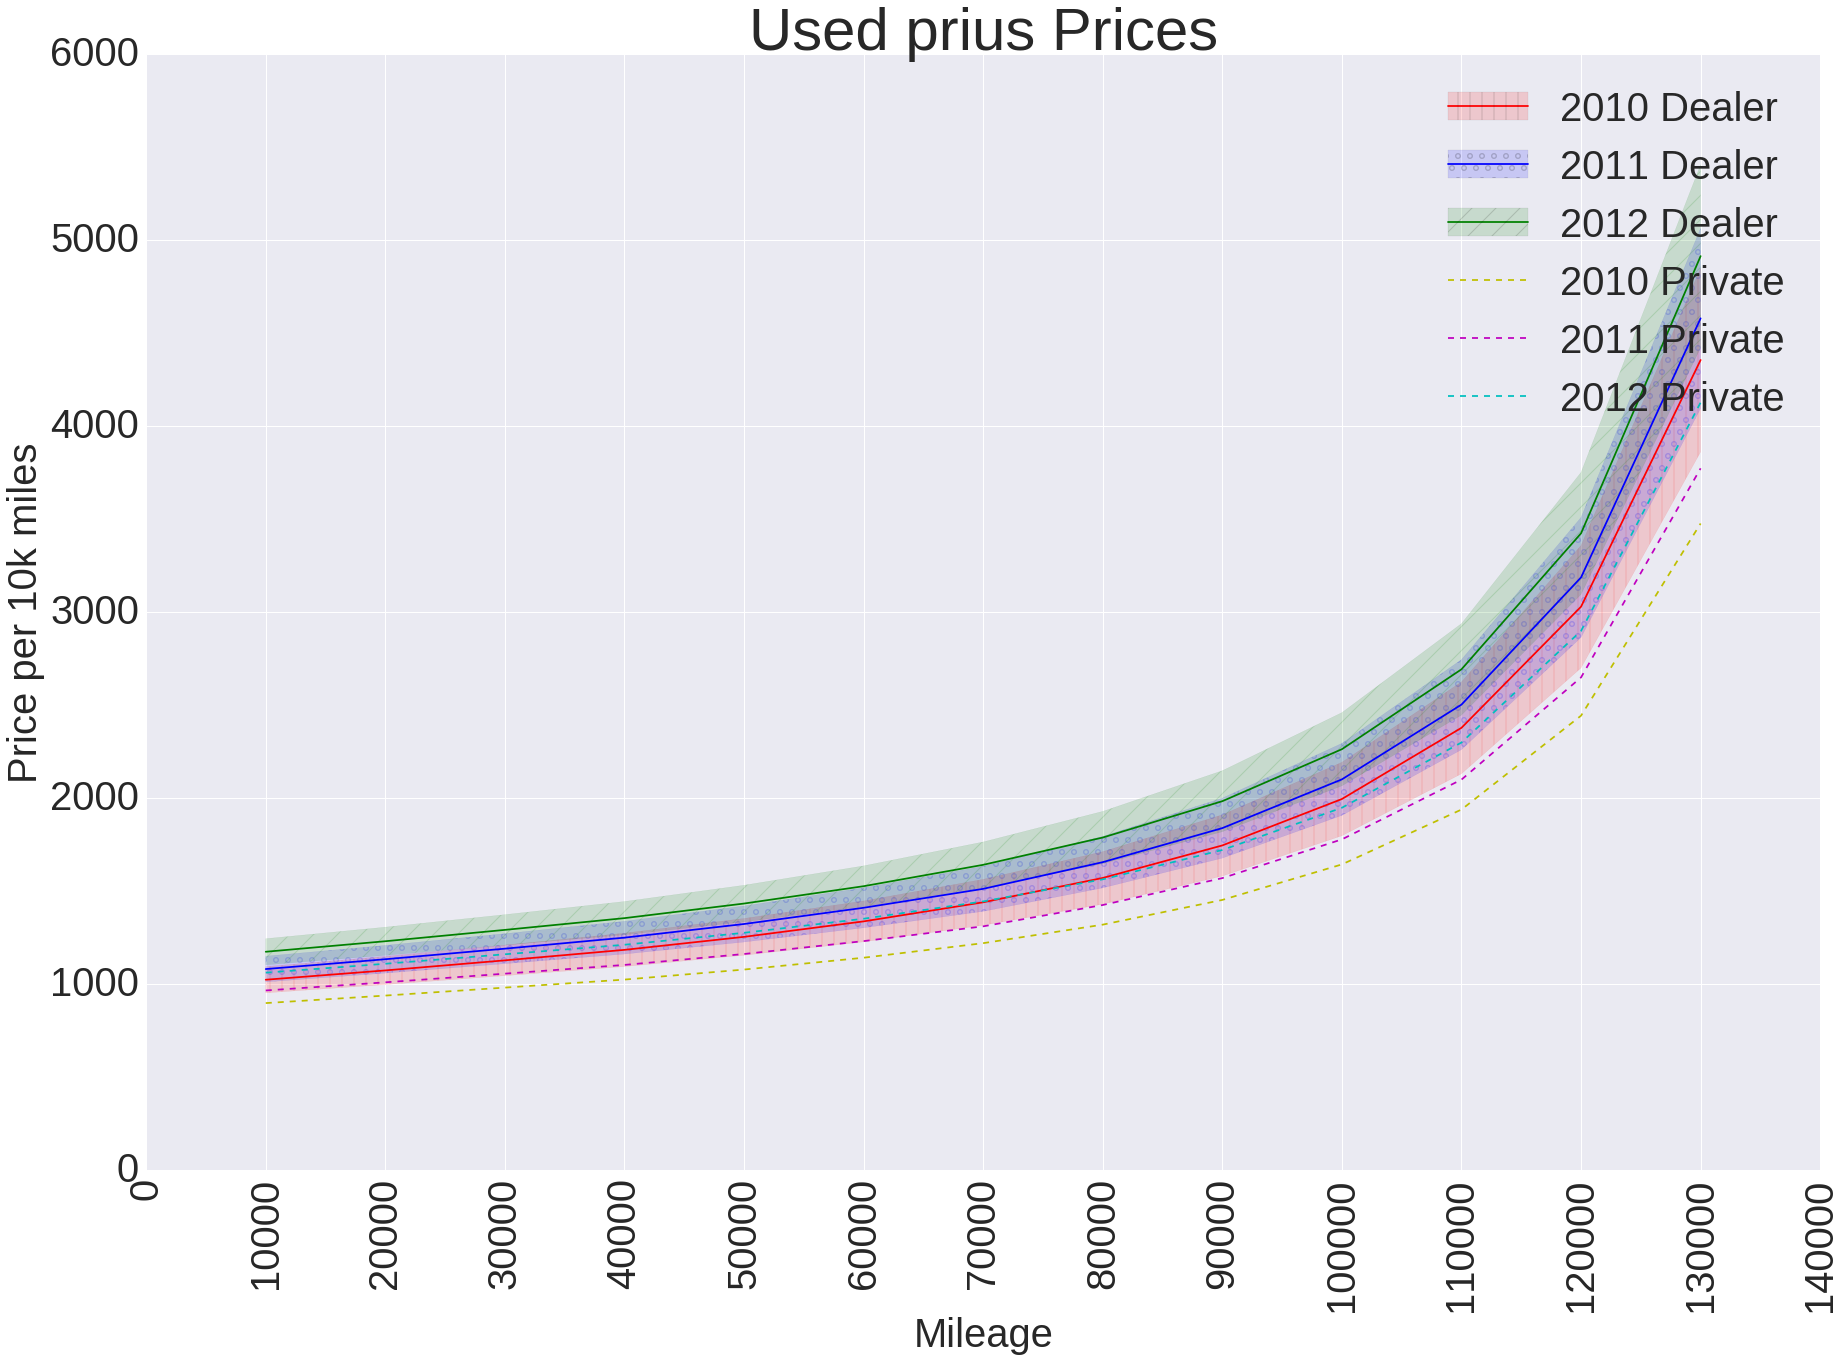 Used prius Prices
6000
5000
4000
3000
2000
1000
0
Price per 10k miles
2010 Dealer
2011 Dealer
2012 Dealer
2010 Private
2011 Private
2012 Private
0
10000
20000
30000
40000
50000
60000
70000
80000
90000
100000
110000
120000
130000
140000
Mileage